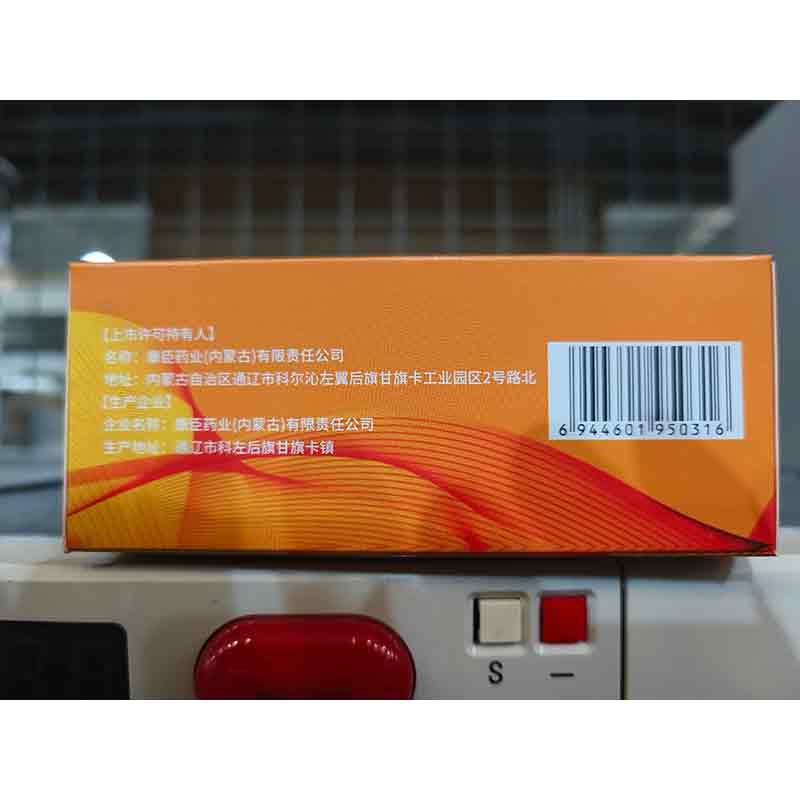 【上市许可持有人】
名称：康臣药业(内蒙古)有限责任公司
地址：内蒙古自治区通辽市科尔沁左翼后旗甘旗卡工业园区2号路北
【生产企业】
企业名称：康臣药业(内蒙古)有限责任公司
生产地址：通辽市科左后旗甘旗卡镇
6 944601 950316
S
—